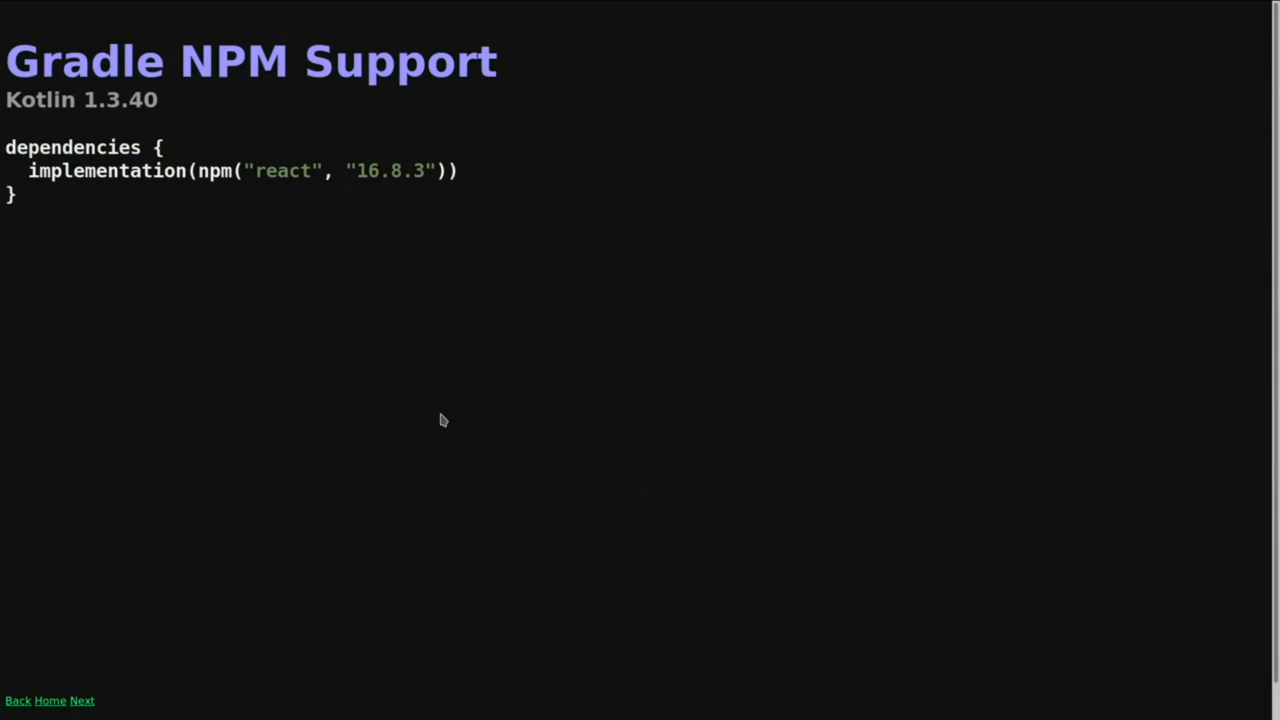 Gradle NPM Support
Kotlin 1.3.40
dependencies {
  implementation(npm("react", "16.8.3"))
}
Back Home Next